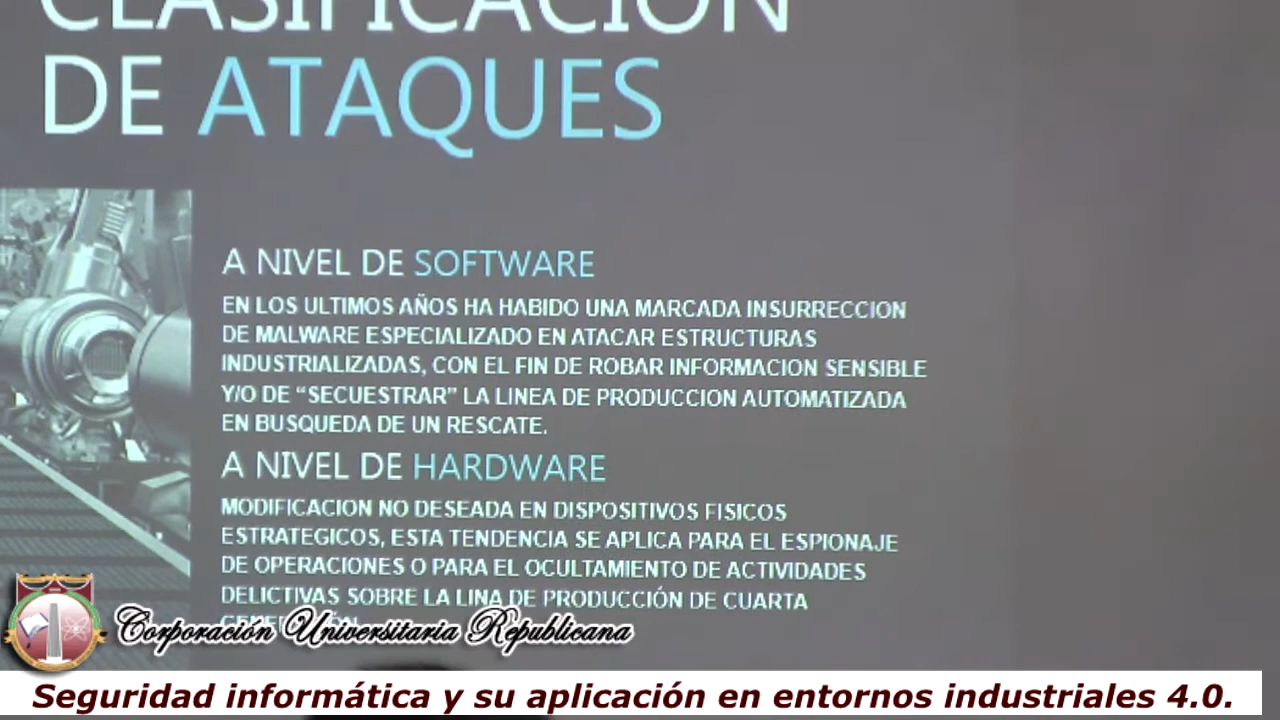 CLASIFICACIÓN
DE ATAQUES
A NIVEL DE SOFTWARE
EN LOS ULTIMOS AÑOS HA HABIDO UNA MARCADA INSURRECCION
DE MALWARE ESPECIALIZADO EN ATACAR ESTRUCTURAS
INDUSTRIALIZADAS, CON EL FIN DE ROBAR INFORMACION SENSIBLE
Y/O DE “SECUESTRAR” LA LINEA DE PRODUCCION AUTOMATIZADA
EN BUSQUEDA DE UN RESCATE.
A NIVEL DE HARDWARE
MODIFICACION NO DESEADA EN DISPOSITIVOS FISICOS
ESTRATEGICOS, ESTA TENDENCIA SE APLICA PARA EL ESPIONAJE
DE OPERACIONES O PARA EL OCULTAMIENTO DE ACTIVIDADES
DELICTIVAS SOBRE LA LINA DE PRODUCCIÓN DE CUARTA
Corporación Universitaria Republicana
Seguridad informática y su aplicación en entornos industriales 4.0.